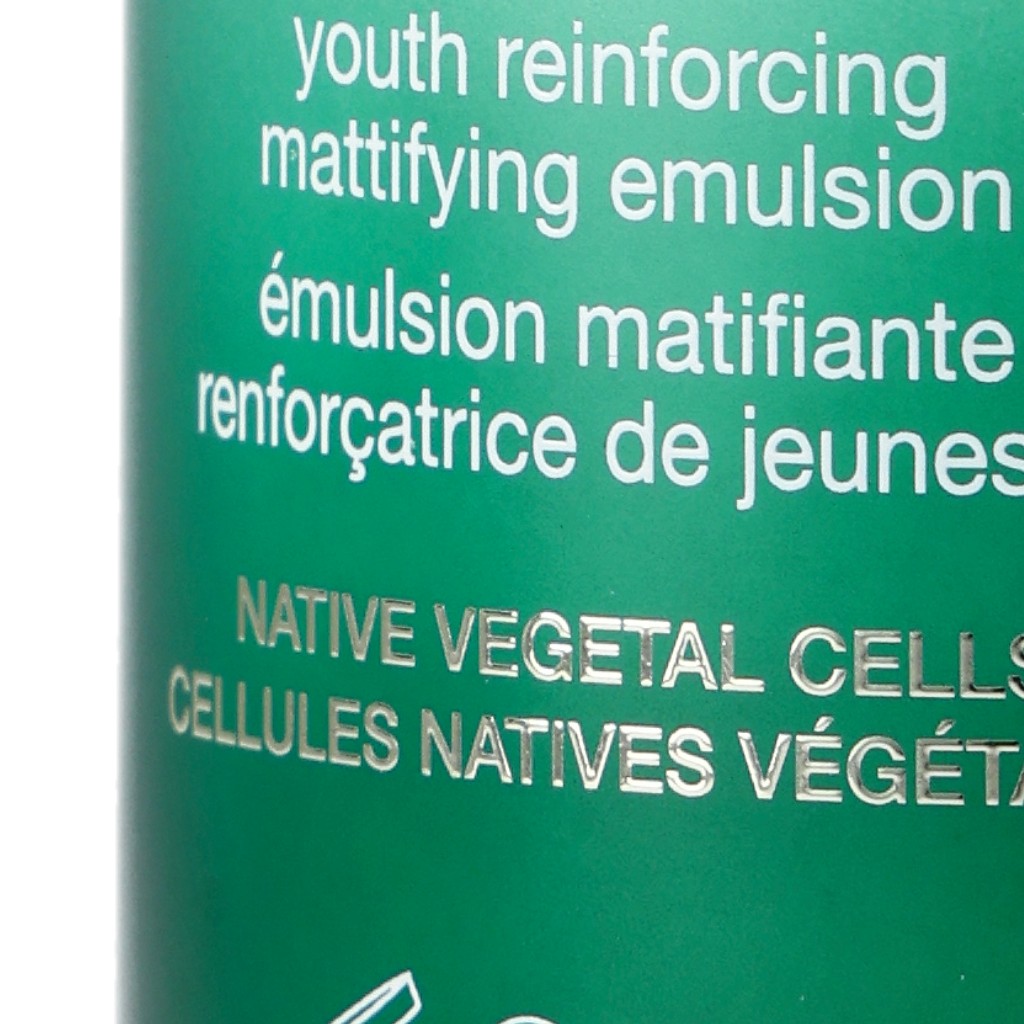 youth reinforcing
mattifying emulsion
émulsion matifiante
renforçatrice de jeunes
NATIVE VEGETAL CELLS
CELLULES NATIVES VÉGÉTA